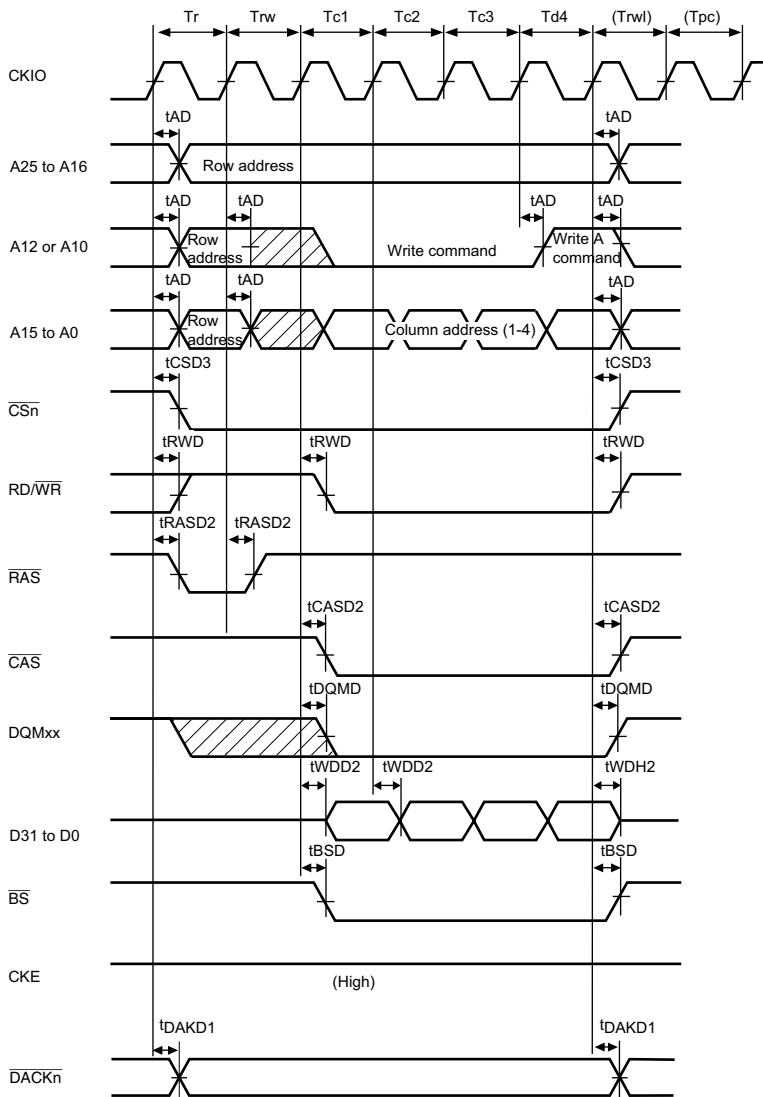 Tr Trw Tc1 Tc2 Tc3 Td4 (Trwl) (Tpc)
CKIO
tAD tAD
A25 to A16 Row address
tAD tAD tAD tAD
A12 or A10 Row address Write command Write A command
tAD tAD tAD
A15 to A0 Row address Column address (1-4)
tCSD3 tCSD3
CSn
tRWD tRWD tRWD
RD/WR
tRASD2 tRASD2
RAS
tCASD2 tCASD2
CAS
tDQMD tDQMD
DQMxx
tWDD2 tWDD2 tWDH2
D31 to D0
tBSD tBSD
BS
CKE (High)
tDAKD1 tDAKD1
DACKn